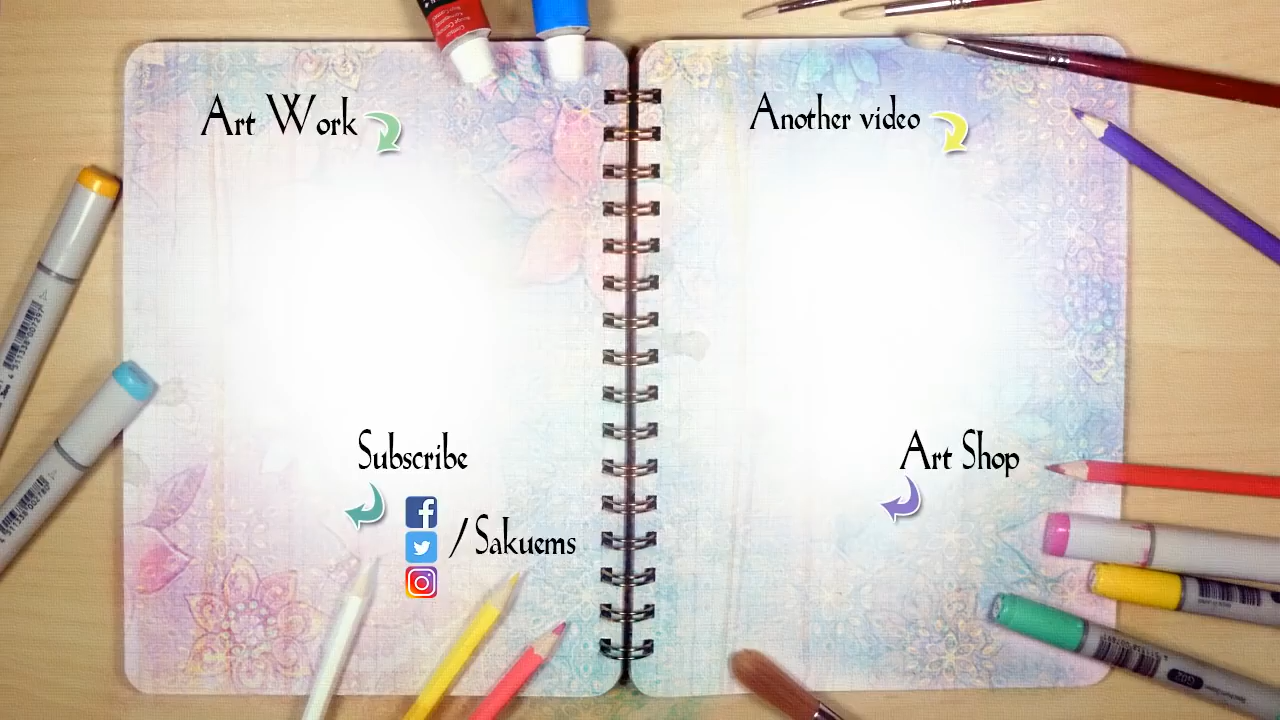 Art Work
Another video
Subscribe
/Sakuems
Art Shop